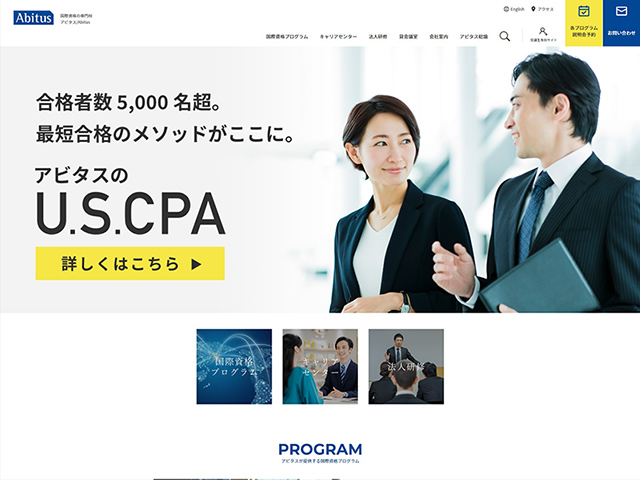 Abitus
国際資格の専門校
アビタス/Abitus
English
アクセス
国際資格プログラム
キャリアセンター
法人研修
貸会議室
会社案内
アビタス総論
受講生専用サイト
各プログラム
説明会予約
お問い合わせ
合格者数 5,000 名超。
最短合格のメソッドがここに。
アビタスの
U.S.CPA
詳しくはこちら ▶
国際資格
プログラム
キャリア
センター
法人研修
PROGRAM
アビタスが提供する国際資格プログラム